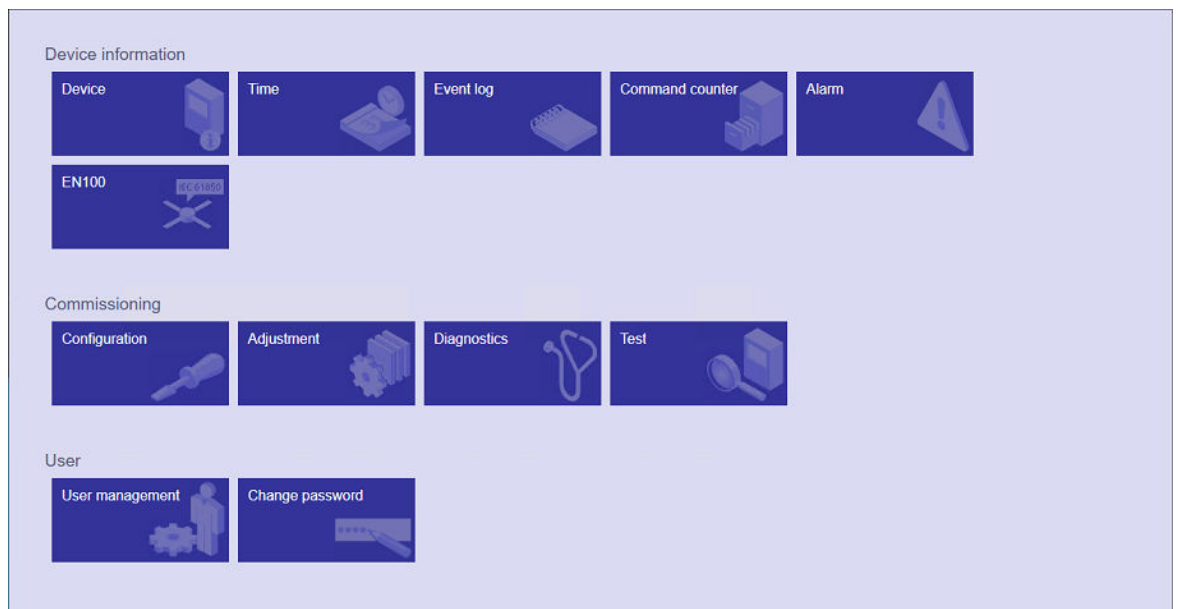 Device information
Device
Time
Event log
Command counter
Alarm
EN100
IEC 61850
Commissioning
Configuration
Adjustment
Diagnostics
Test
User
User management
Change password